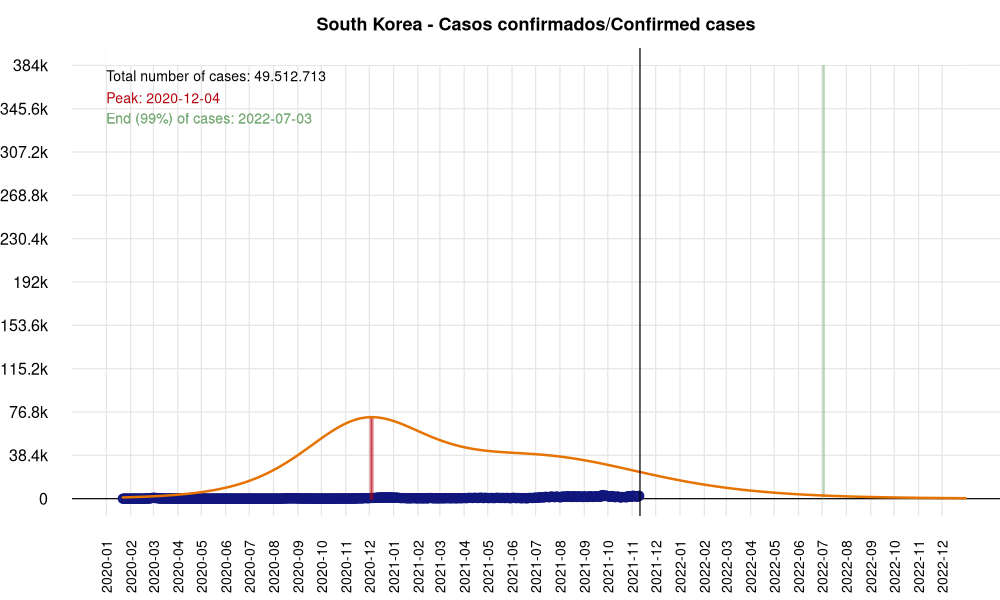 South Korea - Casos confirmados/Confirmed cases
Total number of cases: 49.512.713
Peak: 2020-12-04
End (99%) of cases: 2022-07-03
384k
345.6k
307.2k
268.8k
230.4k
192k
153.6k
115.2k
76.8k
38.4k
0
2020-01
2020-02
2020-03
2020-04
2020-05
2020-06
2020-07
2020-08
2020-09
2020-10
2020-11
2020-12
2021-01
2021-02
2021-03
2021-04
2021-05
2021-06
2021-07
2021-08
2021-09
2021-10
2021-11
2021-12
2022-01
2022-02
2022-03
2022-04
2022-05
2022-06
2022-07
2022-08
2022-09
2022-10
2022-11
2022-12